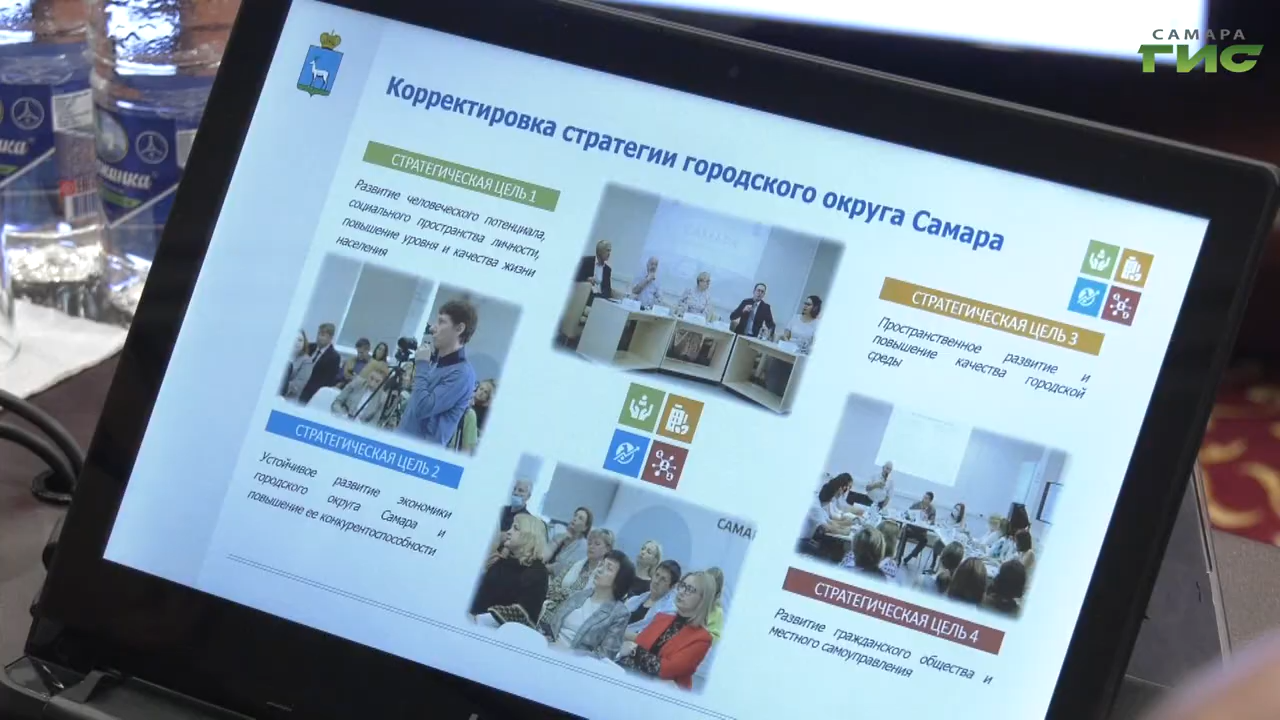 САМАРА
ГИС
Корректировка стратегии городского округа Самара
СТРАТЕГИЧЕСКАЯ ЦЕЛЬ 1
Развитие человеческого потенциала,
социального пространства личности,
повышение уровня и качества жизни
населения
СТРАТЕГИЧЕСКАЯ ЦЕЛЬ 2
Устойчивое развитие экономики
городского округа Самара и
повышение ее конкурентоспособности
СТРАТЕГИЧЕСКАЯ ЦЕЛЬ 3
Пространственное развитие и
повышение качества городской
среды
САМА
СТРАТЕГИЧЕСКАЯ ЦЕЛЬ 4
Развитие гражданского общества и
местного самоуправления